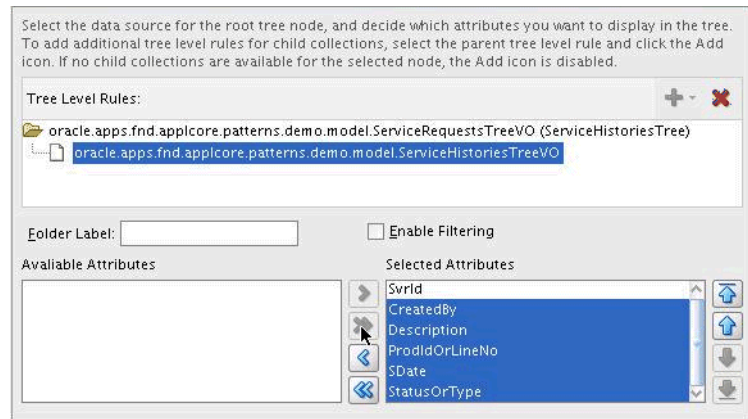 Select the data source for the root tree node, and decide which attributes you want to display in the tree.
To add additional tree level rules for child collections, select the parent tree level rule and click the Add
icon. If no child collections are available for the selected node, the Add icon is disabled.
Tree Level Rules:
oracle.apps.fnd.applcore.patterns.demo.model.ServiceRequestsTreeVO (ServiceHistoriesTree)
oracle.apps.fnd.applcore.patterns.demo.model.ServiceHistoriesTreeVO
Folder Label:
Enable Filtering
Avaliable Attributes
Selected Attributes
SvrId
CreatedBy
Description
ProdIdOrLineNo
SDate
StatusOrType